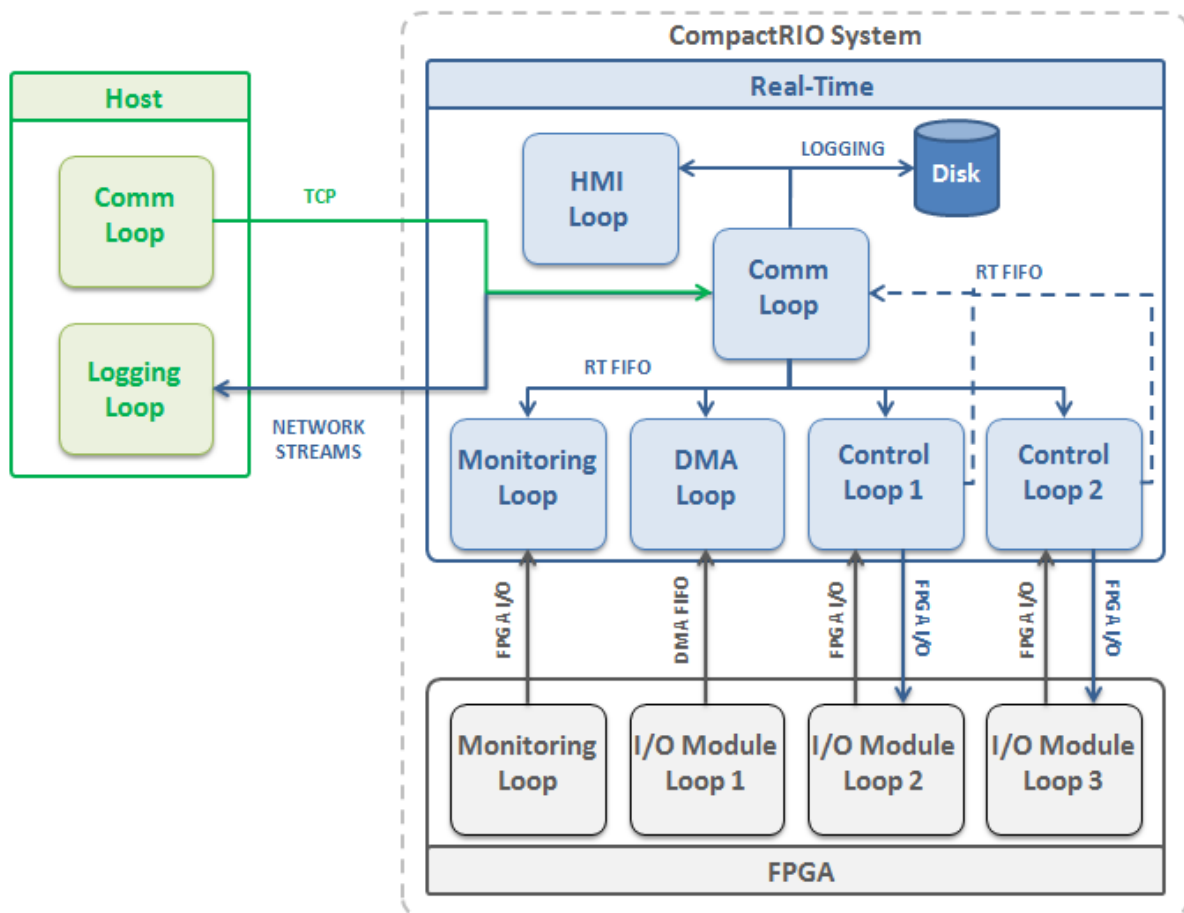 CompactRIO System
Host
Real-Time
Comm
Loop
TCP
Logging
Loop
NETWORK
STREAMS
HMI
Loop
LOGGING
Disk
Comm
Loop
RT FIFO
RT FIFO
Monitoring
Loop
DMA
Loop
Control
Loop 1
Control
Loop 2
FPGA I/O
DMA FIFO
FPGA I/O
FPGA I/O
FPGA I/O
FPGA I/O
Monitoring
Loop
I/O Module
Loop 1
I/O Module
Loop 2
I/O Module
Loop 3
FPGA